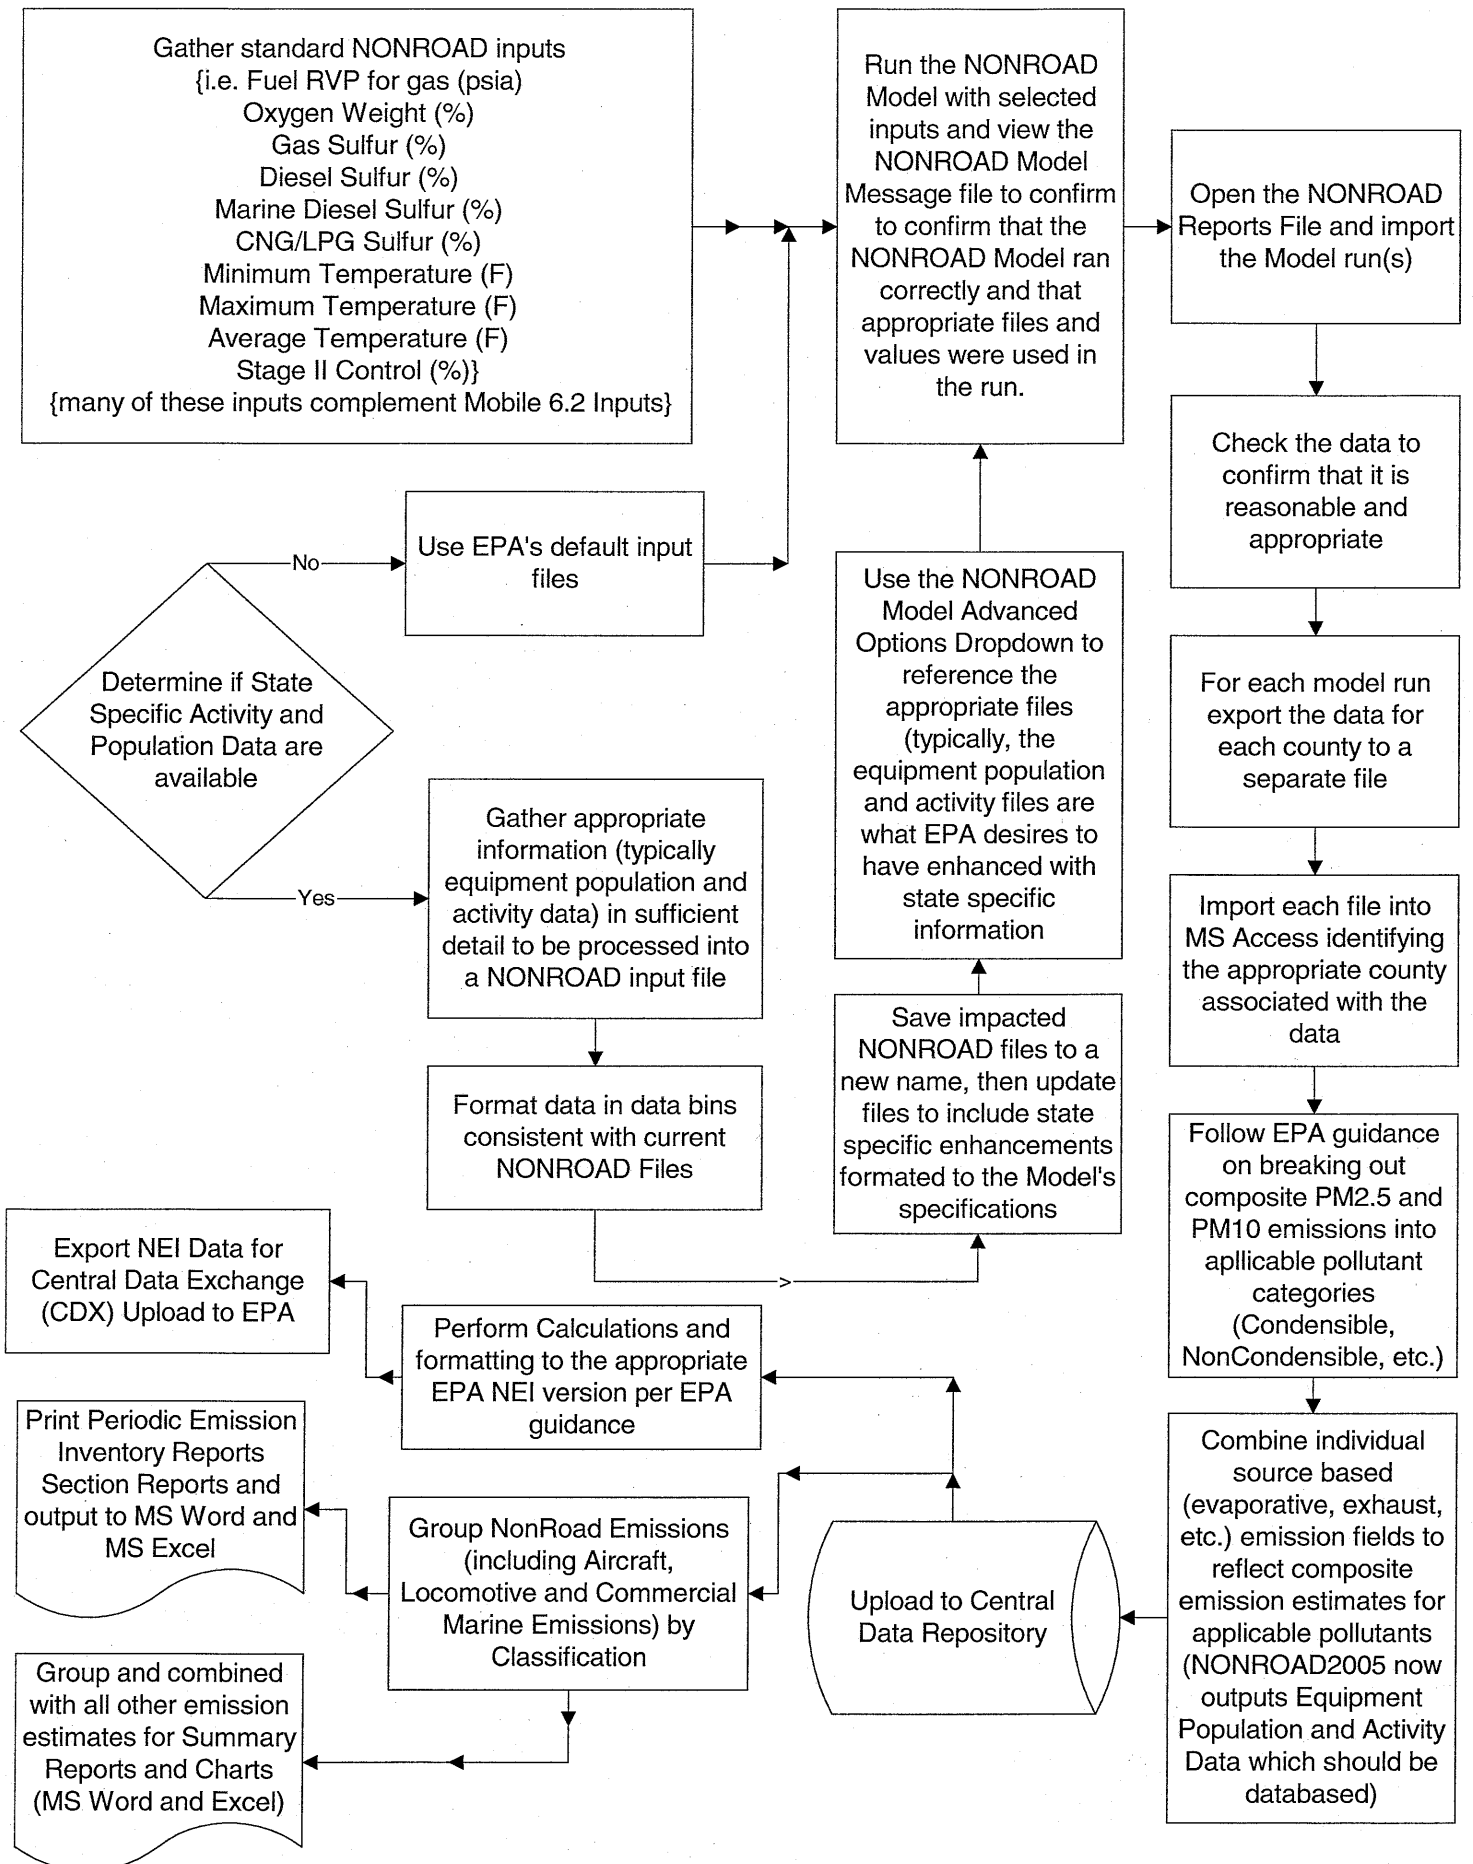 Gather standard NONROAD inputs
{i.e. Fuel RVP for gas (psia)
Oxygen Weight (%)
Gas Sulfur (%)
Diesel Sulfur (%)
Marine Diesel Sulfur (%)
CNG/LPG Sulfur (%)
Minimum Temperature (F)
Maximum Temperature (F)
Average Temperature (F)
Stage II Control (%)}
{many of these inputs complement Mobile 6.2 Inputs}
Run the NONROAD
Model with selected
inputs and view the
NONROAD Model
Message file to confirm
to confirm that the
NONROAD Model ran
correctly and that
appropriate files and
values were used in
the run.
Open the NONROAD
Reports File and import
the Model run(s)
Check the data to
confirm that it is
reasonable and
appropriate
No
Use EPA's default input
files
Determine if State
Specific Activity and
Population Data are
available
Yes
Gather appropriate
information (typically
equipment population and
activity data) in sufficient
detail to be processed into
a NONROAD input file
Format data in data bins
consistent with current
NONROAD Files
>
Use the NONROAD
Model Advanced
Options Dropdown to
reference the
appropriate files
(typically, the
equipment population
and activity files are
what EPA desires to
have enhanced with
state specific
information
Save impacted
NONROAD files to a
new name, then update
files to include state
specific enhancements
formated to the Model's
specifications
For each model run
export the data for
each county to a
separate file
Import each file into
MS Access identifying
the appropriate county
associated with the
data
Follow EPA guidance
on breaking out
composite PM2.5 and
PM10 emissions into
apllicable pollutant
categories
(Condensible,
NonCondensible, etc.)
Combine individual
source based
(evaporative, exhaust,
etc.) emission fields to
reflect composite
emission estimates for
applicable pollutants
(NONROAD2005 now
outputs Equipment
Population and Activity
Data which should be
databased)
Upload to Central
Data Repository
Perform Calculations and
formatting to the appropriate
EPA NEI version per EPA
guidance
Export NEI Data for
Central Data Exchange
(CDX) Upload to EPA
Group NonRoad Emissions
(including Aircraft,
Locomotive and Commercial
Marine Emissions) by
Classification
Print Periodic Emission
Inventory Reports
Section Reports and
output to MS Word and
MS Excel
Group and combined
with all other emission
estimates for Summary
Reports and Charts
(MS Word and Excel)